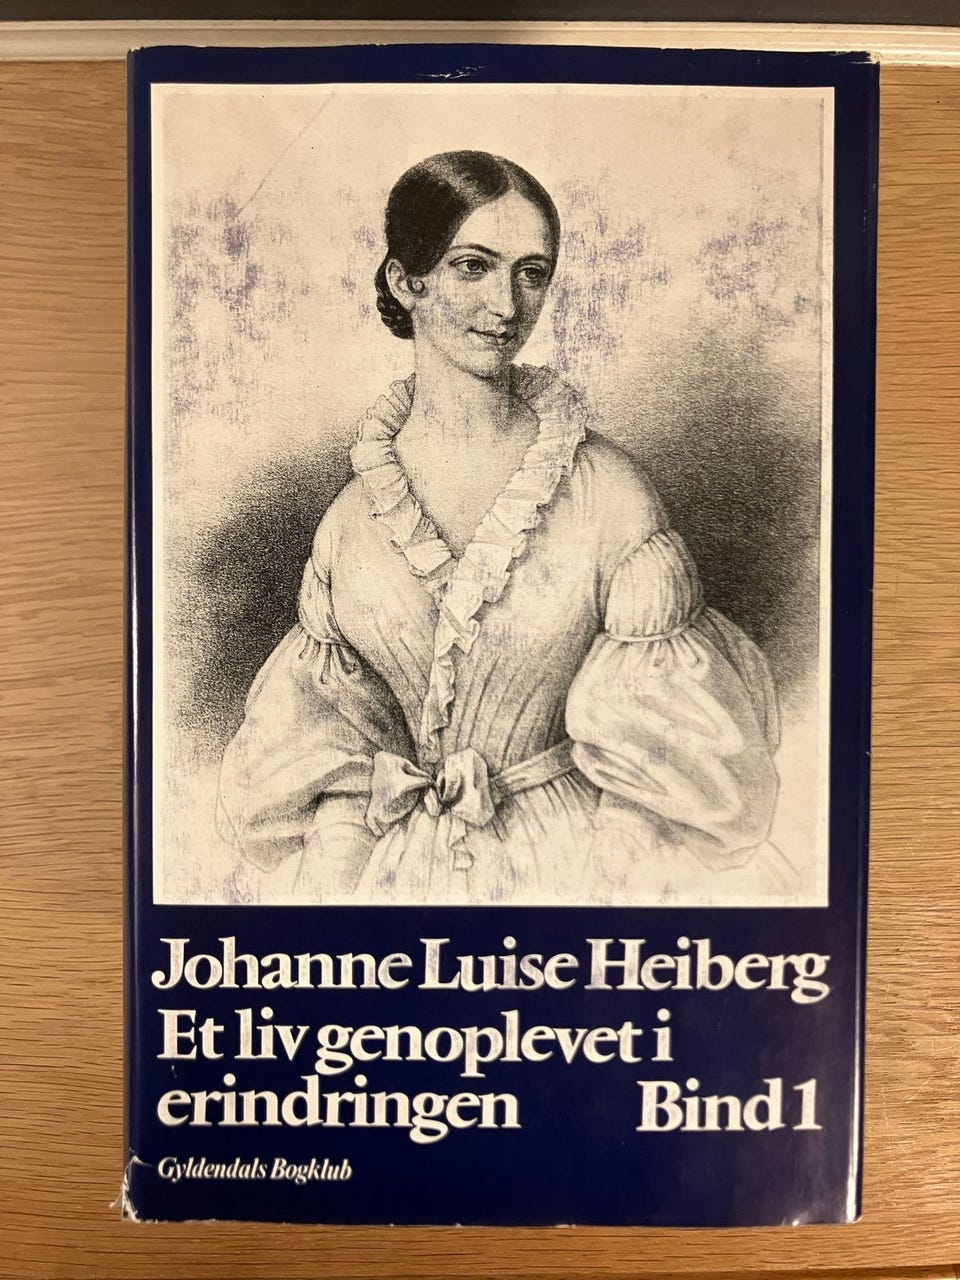 Johanne Luise Heiberg
Et liv genoplevet i
erindringen Bind 1
Gyldendals Bogklub